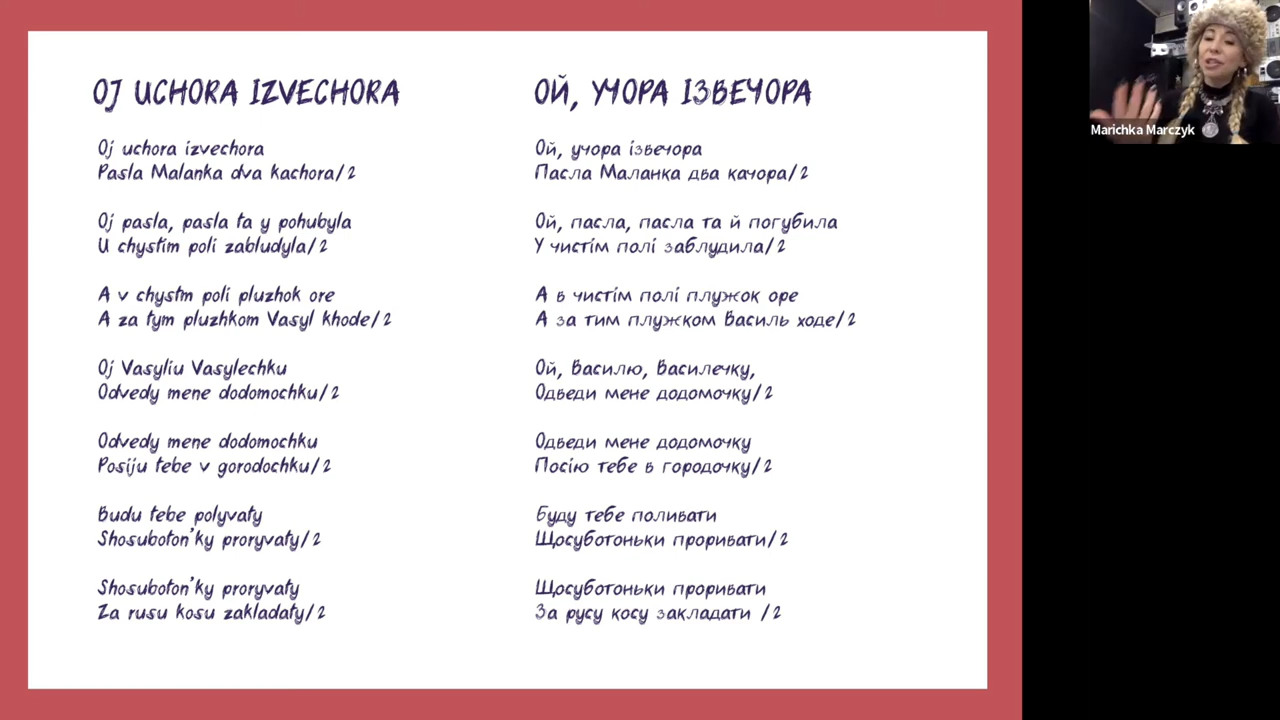 OJ UCHORA IZVECHORA
Oj uchora izvechora
Pasla Malanka dva kachora/2
Oj pasla, pasla ta y pohubyla
U chystim poli zabludyla/2
A v chystim poli pluzhok ore
A za tym pluzhkom Vasyl khode/2
Oj Vasyliu Vasylechku
Odvedy mene dodomochku/2
Odvedy mene dodomochku
Posiju tebe v gorodochku/2
Budu tebe polyvaty
Shosuboton'ky proryvaty/2
Shosuboton'ky proryvaty
Za rusu kosu zakladaty/2
ОЙ, УЧОРА ІЗВЕЧОРА
Ой, учора ізвечора
Пасла Маланка два качора/2
Ой, пасла, пасла та й погубила
У чистім полі заблудила/2
А в чистім полі плужок оре
А за тим плужком Василь ходе/2
Ой, Василю, Василечку,
Одведи мене додомочку/2
Одведи мене додомочку
Посію тебе в городочку/2
Буду тебе поливати
Щосуботоньки проривати/2
Щосуботоньки проривати
За русу косу закладати /2
Marichka Marczyk